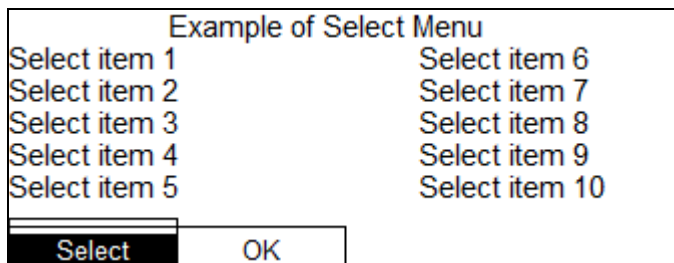 Example of Select Menu
Select item 1
Select item 2
Select item 3
Select item 4
Select item 5
Select item 6
Select item 7
Select item 8
Select item 9
Select item 10
Select
OK